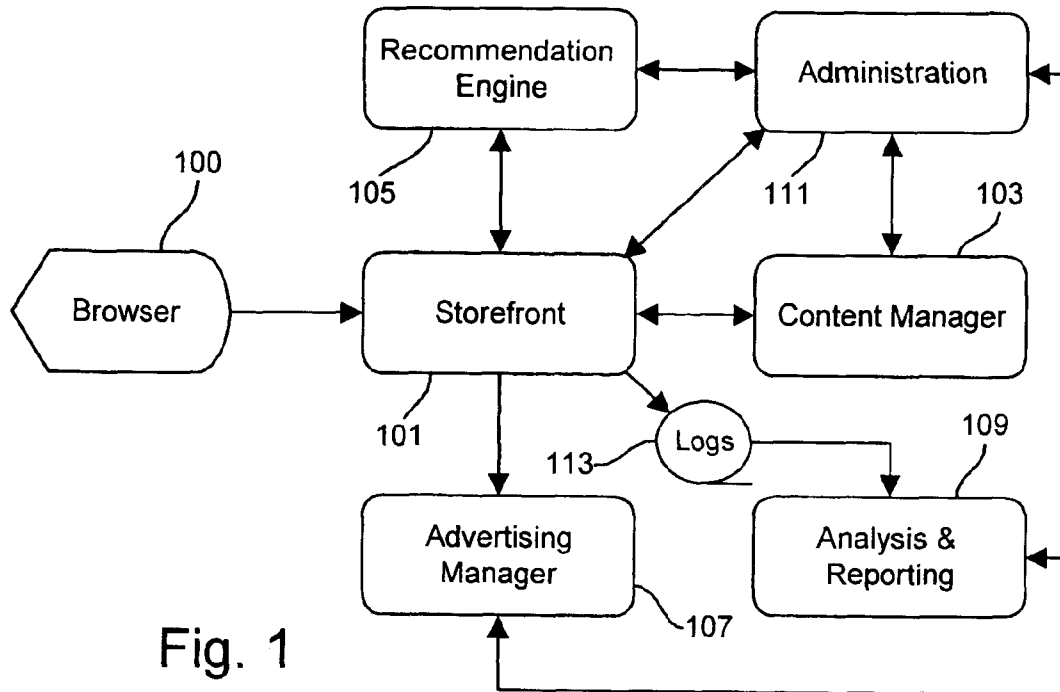 Recommendation
Engine
Administration
105
111
100
103
Browser
Storefront
Content Manager
101
113
Logs
109
Advertising
Manager
Analysis &
Reporting
107
Fig. 1